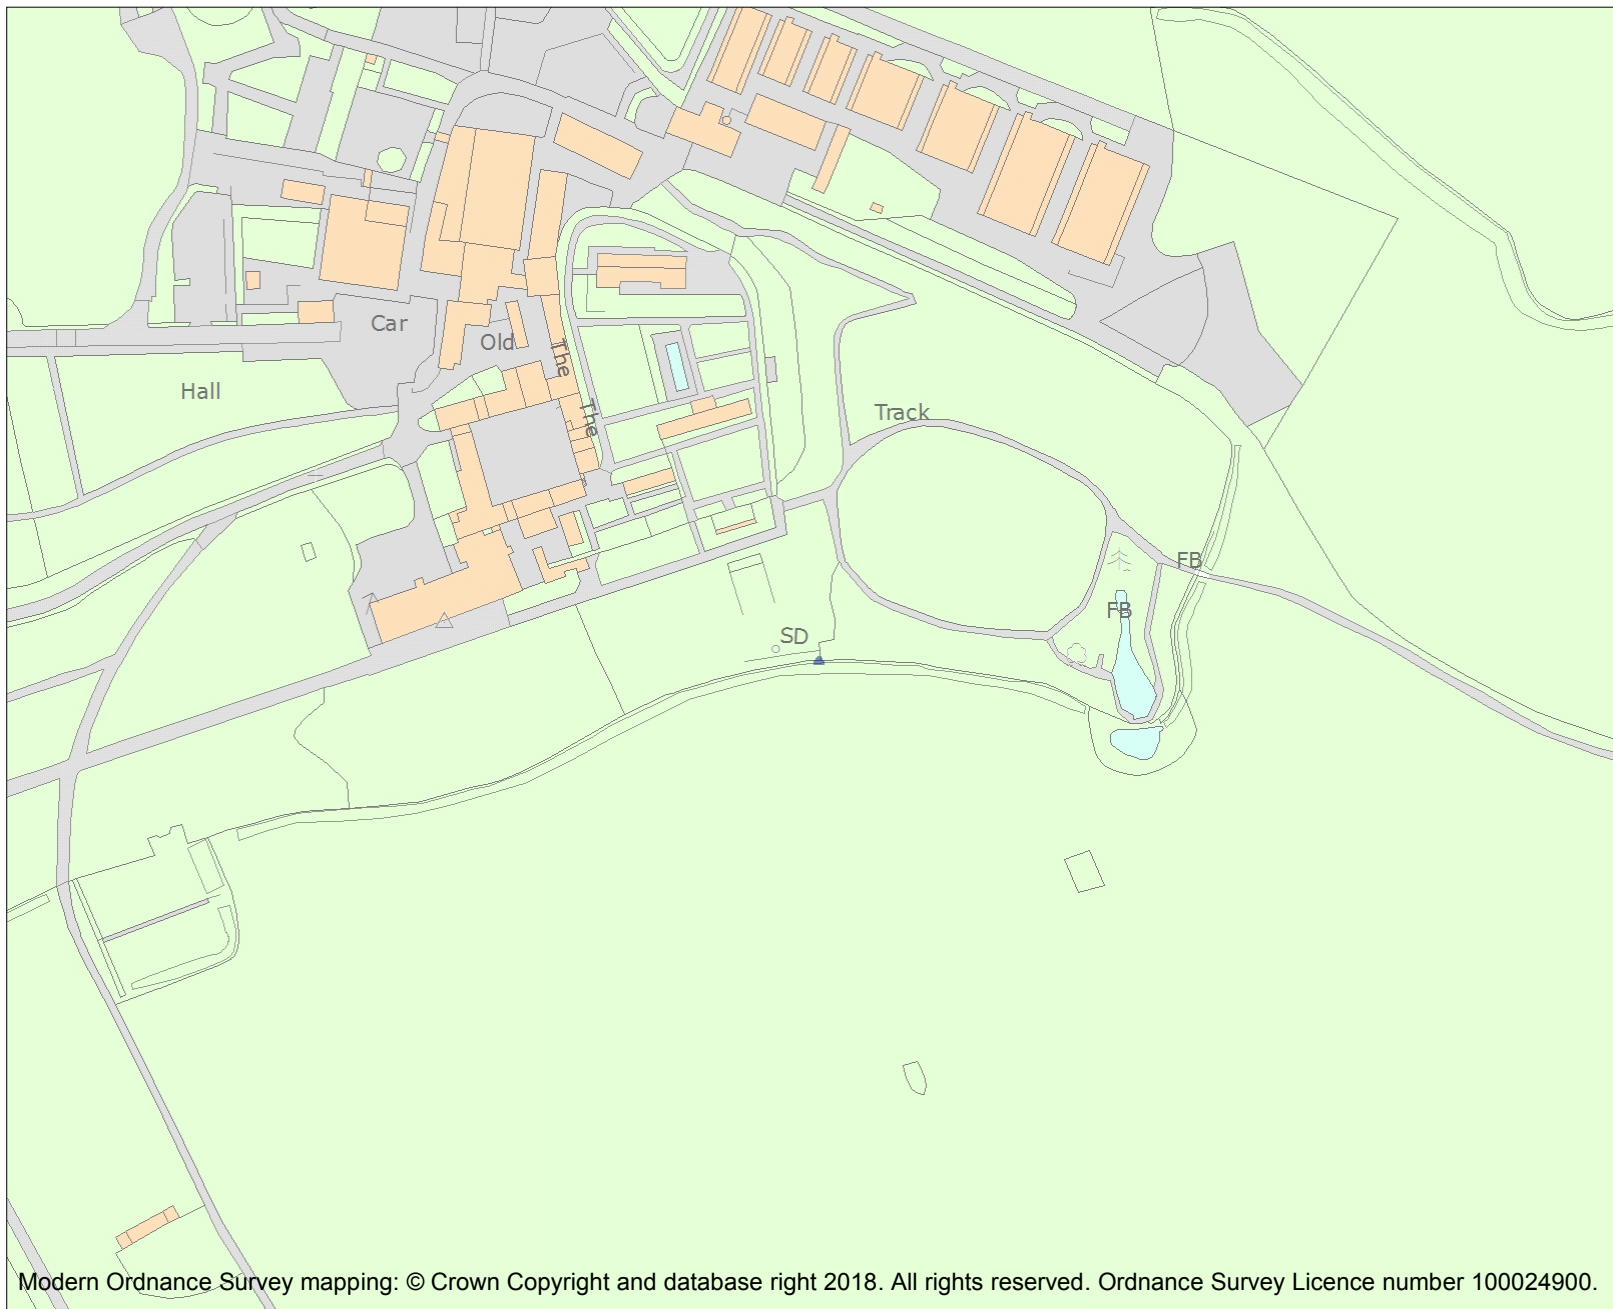 Car
Old
The
Hall
The
Track
FB
FB
SD
Modern Ordnance Survey mapping: © Crown Copyright and database right 2018. All rights reserved. Ordnance Survey Licence number 100024900.